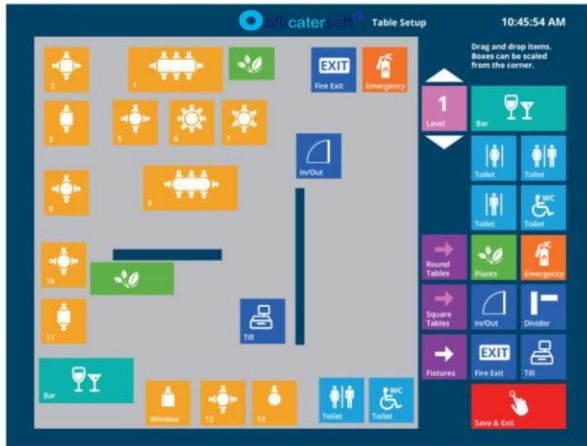 bfbcatersoft
Table Setup
10:45:54 AM
Drag and drop items.
Boxes can be scaled
from the corner.
2
1
EXIT
Fire Exit
Emergency
1
Level
Bar
3
5
6
7
In/Out
Toilet
Toilet
9
8
WC
Toilet
Toilet
10
Round
Tables
Plants
Emergency
11
Till
Square
Tables
In/Out
Divider
Bar
Fixtures
EXIT
Fire Exit
Till
Window
12
13
Toilet
WC
Toilet
Save & Exit